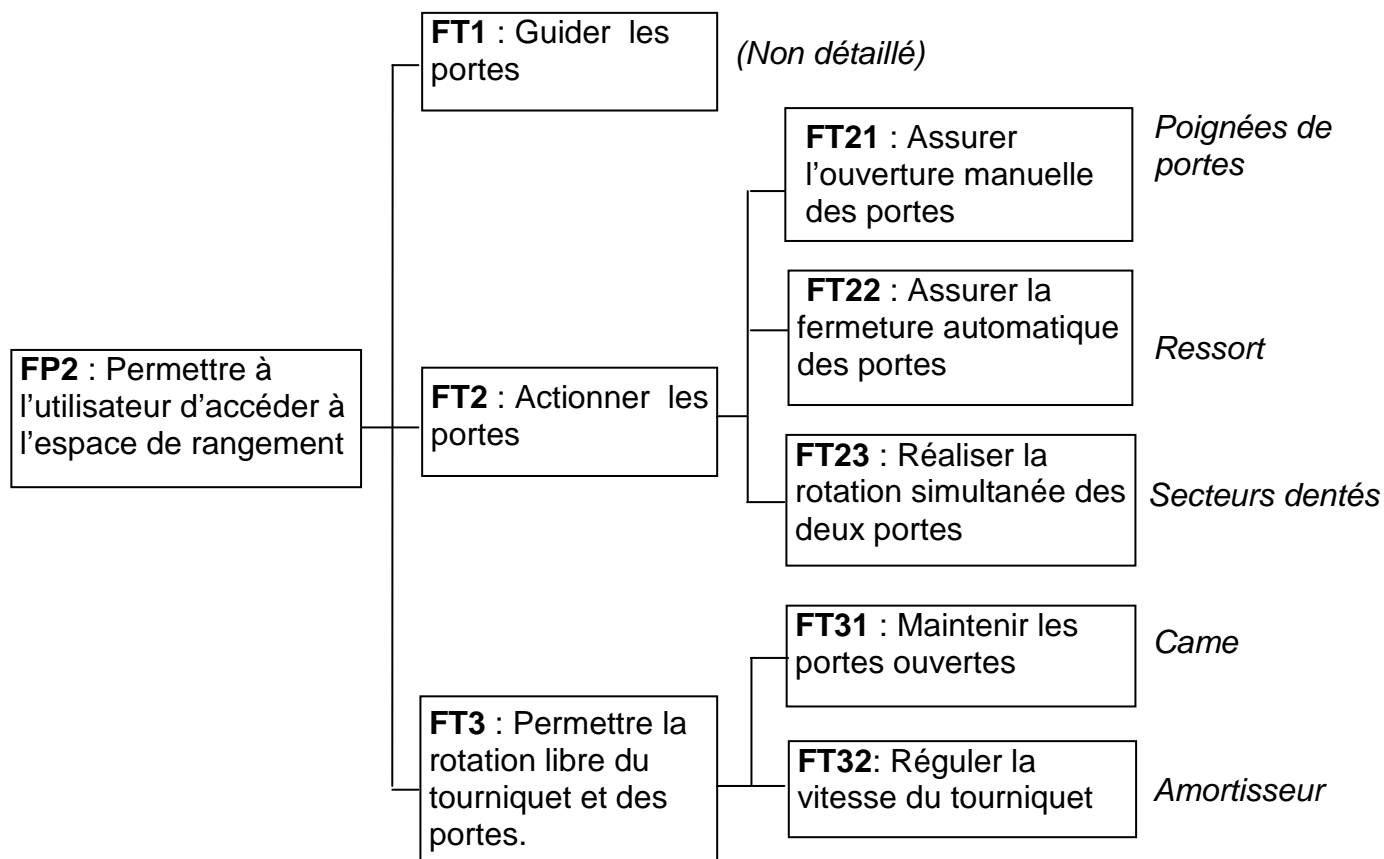 FT1 : Guider les
portes
(Non détaillé)
FT21 : Assurer
l’ouverture manuelle
des portes
Poignées de
portes
FT22 : Assurer la
fermeture automatique
des portes
Ressort
FP2 : Permettre à
l’utilisateur d’accéder à
l’espace de rangement
FT2 : Actionner les
portes
FT23 : Réaliser la
rotation simultanée des
deux portes
Secteurs dentés
FT31 : Maintenir les
portes ouvertes
Came
FT3 : Permettre la
rotation libre du
tourniquet et des
portes.
FT32: Réguler la
vitesse du tourniquet
Amortisseur